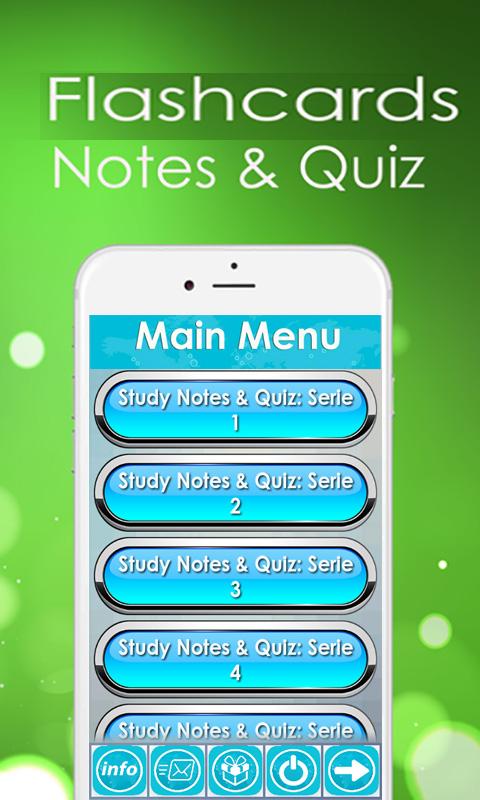 Flashcards
Notes & Quiz
Main Menu
Study Notes & Quiz: Serie
1
Study Notes & Quiz: Serie
2
Study Notes & Quiz: Serie
3
Study Notes & Quiz: Serie
4
Study Notes & Quiz: Serie
info